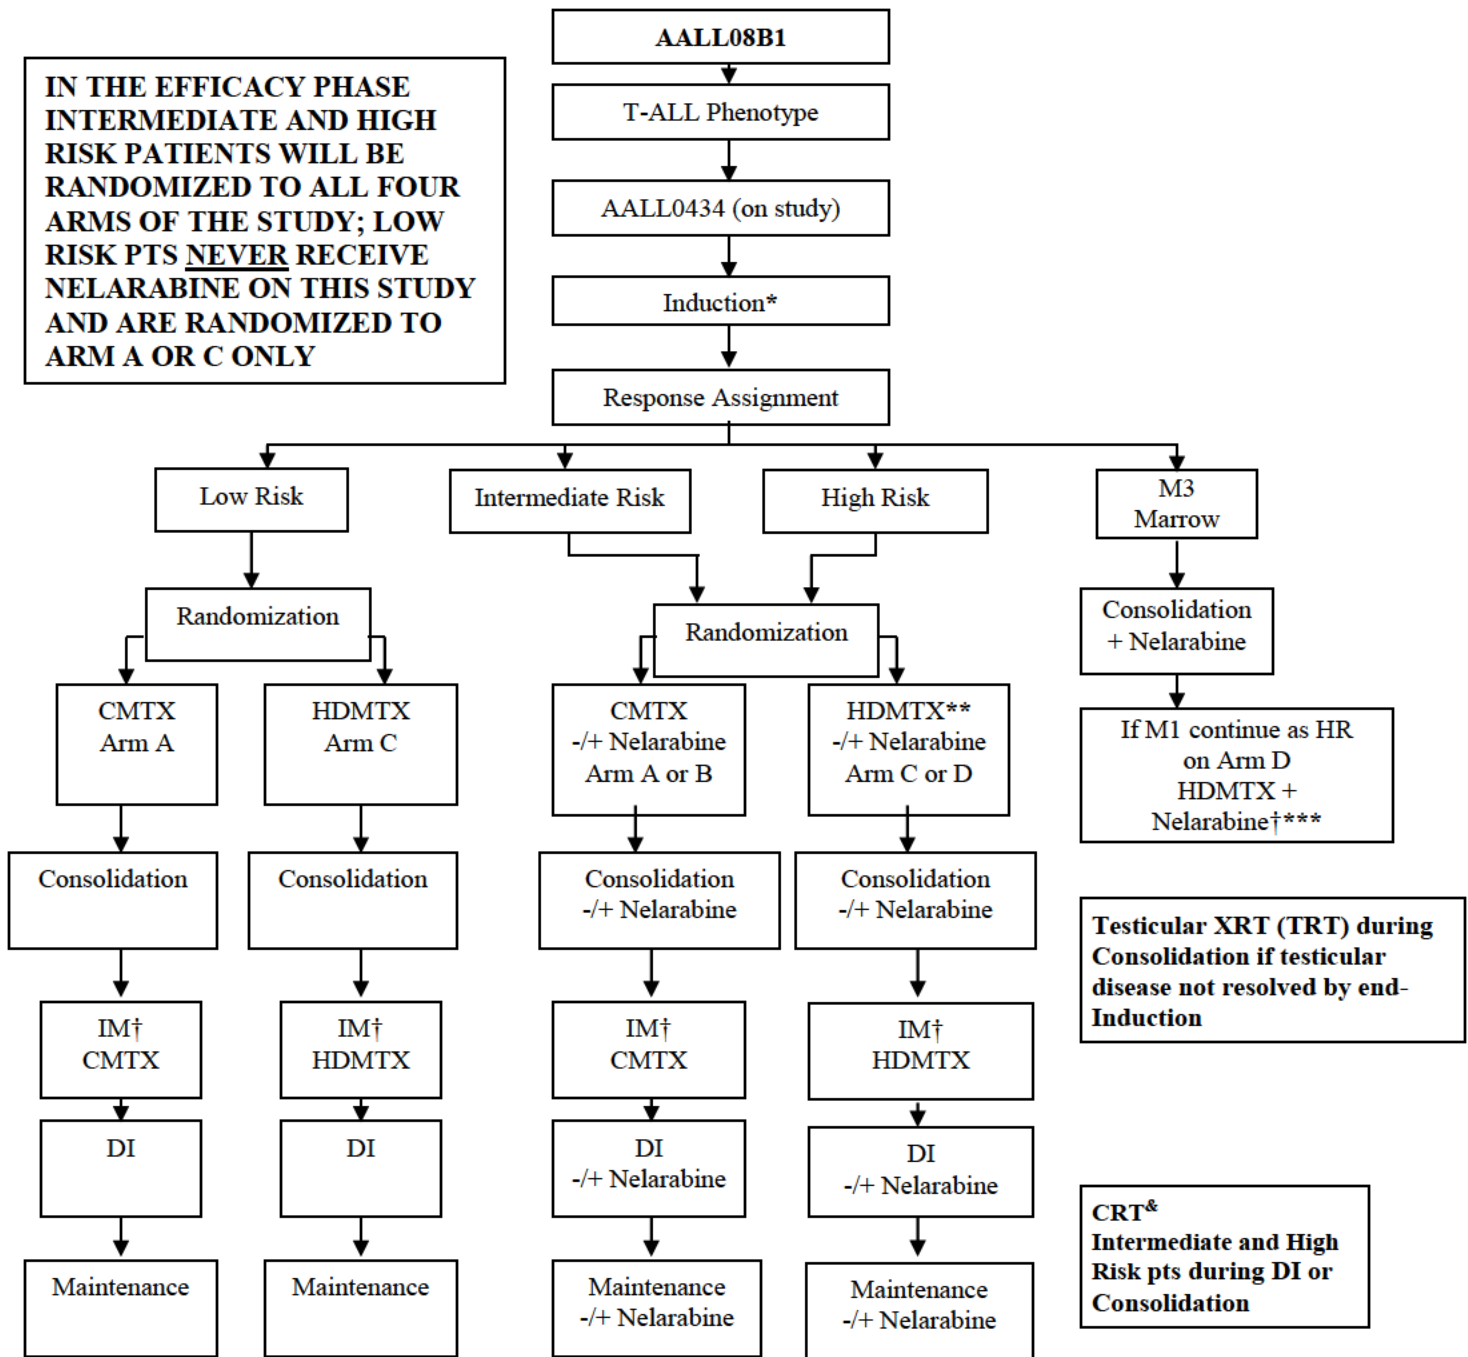 AALL08B1
IN THE EFFICACY PHASE
INTERMEDIATE AND HIGH
RISK PATIENTS WILL BE
RANDOMIZED TO ALL FOUR
ARMS OF THE STUDY; LOW
RISK PTS NEVER RECEIVE
NELARABINE ON THIS STUDY
AND ARE RANDOMIZED TO
ARM A OR C ONLY
T-ALL Phenotype
AALL0434 (on study)
Induction*
Response Assignment
Low Risk
Intermediate Risk
High Risk
M3
Marrow
Randomization
Randomization
Consolidation
+ Nelarabine
CMTX
Arm A
HDMTX
Arm C
CMTX
-/+ Nelarabine
Arm A or B
HDMTX**
-/+ Nelarabine
Arm C or D
If M1 continue as HR
on Arm D
HDMTX +
Nelarabine†***
Consolidation
Consolidation
Consolidation
-/+ Nelarabine
Consolidation
-/+ Nelarabine
Testicular XRT (TRT) during
Consolidation if testicular
disease not resolved by end-
Induction
IM†
CMTX
IM†
HDMTX
IM†
CMTX
IM†
HDMTX
DI
DI
DI
-/+ Nelarabine
DI
-/+ Nelarabine
CRT&
Intermediate and High
Risk pts during DI or
Consolidation
Maintenance
Maintenance
Maintenance
-/+ Nelarabine
Maintenance
-/+ Nelarabine